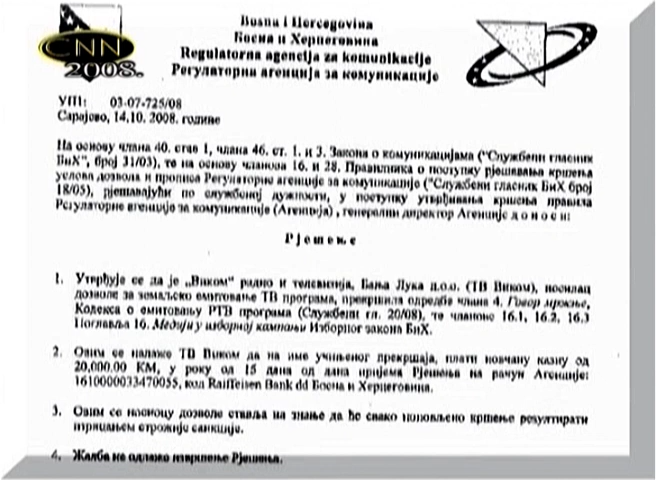 CNN
2008.
Bosna i Hercegovina
Босна и Херцеговина
Regulatorna agencija za komunikacije
Регулаторна агенција за комуникације
УПI: 03-07-725/08
Сарајово, 14.10. 2008. године
На основу члана 40. став 1, члана 46. ст. 1. и 3. Закона о комуникацијама ("Службени гласник
БиХ", број 31/03), те на основу чланова 16. и 28. Правилника о поступку рјешавања кршења
услова дозвола и прописа Регулаторне агенције за комуникације ("Службени гласник БиХ број
18/05), рјешавајући по службеној дужности, у поступку утврђивања кршења правила
Регулаторне агенције за комуникације (Агенција) , генерални директор Агенције д о н о с и:
Р ј е ш е њ е
1. Утврђује се да је „Виком" радио и телевизија, Бања Лука д.о.о. (ТВ Виком), носилац
дозволе за земаљско емитовање ТВ програма, прекршила одредбе члана 4. Говор мржње,
Кодекса о емитовању РТВ програма (Службени гл. 20/08), те чланове 16.1, 16.2, 16.3
Поглавља 16. Медији у изборној кампањи Изборног закона БиХ.
2. Овим се налаже ТВ Виком да на име учињеног прекршаја, плати новчану казну од
20,000.00 КМ, у року од 15 дана од дана пријема Рјешења на рачун Агенције:
1610000033470055, код Raiffeisen Bank dd Босна и Херцеговина.
3. Овим се носиоцу дозволе ставља на знање да ће свако поновљено кршење резултирати
изрицањем строжије санкције.
4. Жалба не одлаже извршење Рјешења.